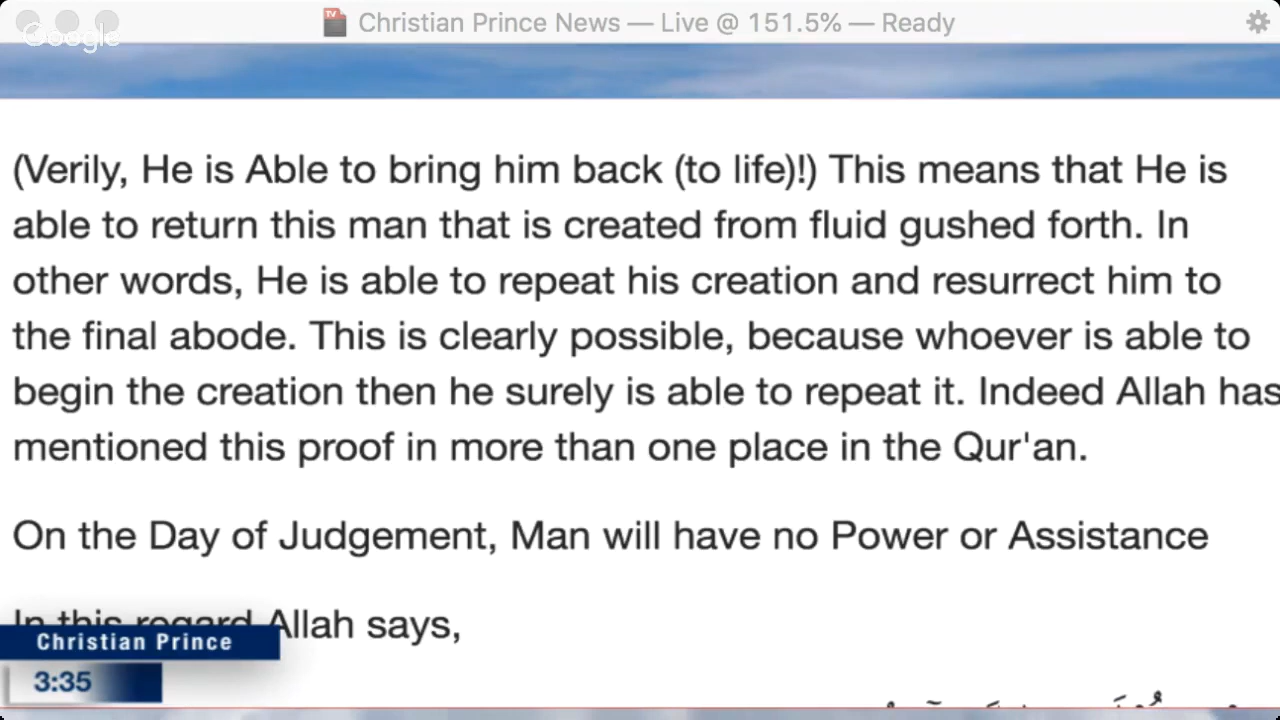 TV
Christian Prince News — Live @ 151.5% — Ready
Google
(Verily, He is Able to bring him back (to life)!) This means that He is
able to return this man that is created from fluid gushed forth. In
other words, He is able to repeat his creation and resurrect him to
the final abode. This is clearly possible, because whoever is able to
begin the creation then he surely is able to repeat it. Indeed Allah has
mentioned this proof in more than one place in the Qur'an.
On the Day of Judgement, Man will have no Power or Assistance
In this regard Allah says,
Christian Prince
3:35